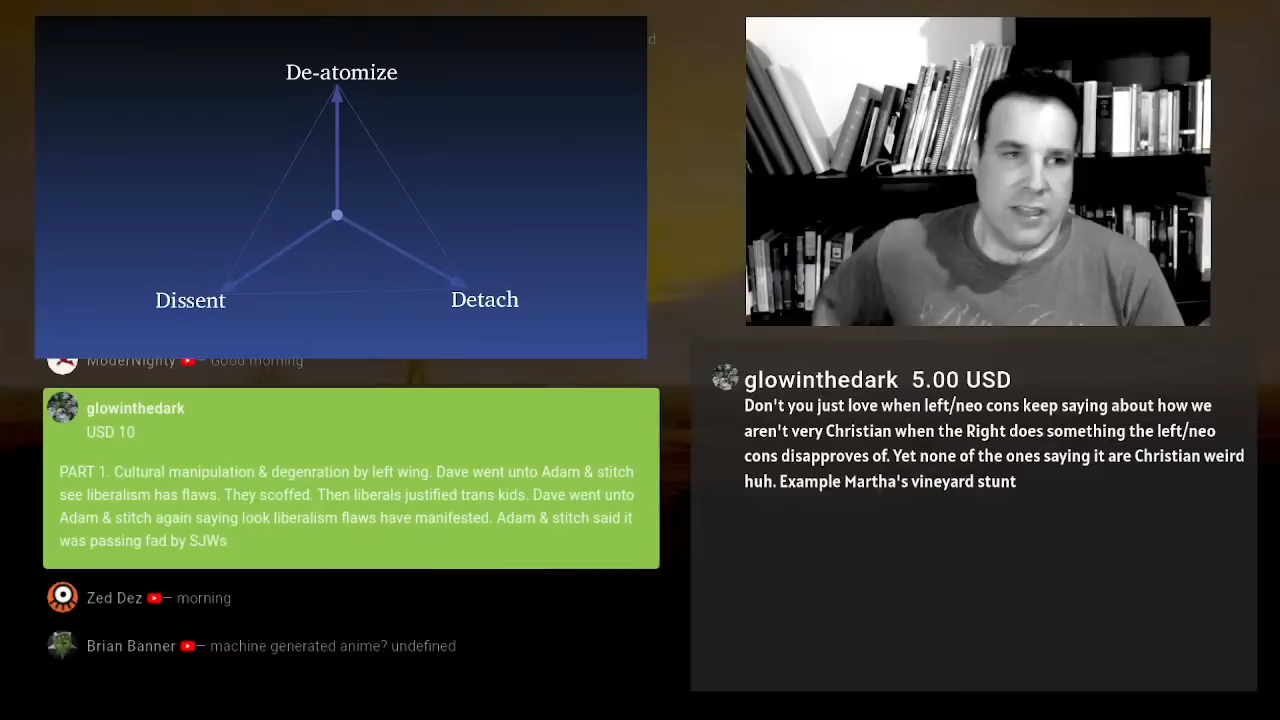 d
De-atomize
Dissent
Detach
ModerNighty — Good morning
glowinthedark
USD 10
PART 1. Cultural manipulation & degenration by left wing. Dave went unto Adam & stitch
see liberalism has flaws. They scoffed. Then liberals justified trans kids. Dave went unto
Adam & stitch again saying look liberalism flaws have manifested. Adam & stitch said it
was passing fad by SJWs
Zed Dez — morning
Brian Banner — machine generated anime? undefined
glowinthedark 5.00 USD
Don't you just love when left/neo cons keep saying about how we
aren't very Christian when the Right does something the left/neo
cons disapproves of. Yet none of the ones saying it are Christian weird
huh. Example Martha's vineyard stunt